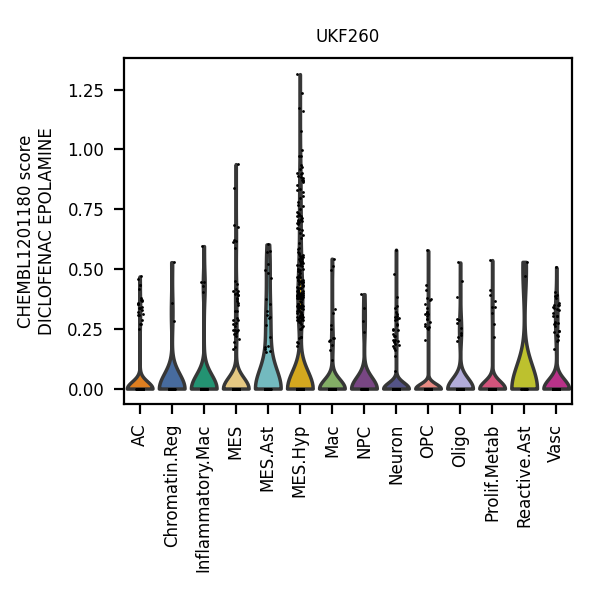 UKF260
CHEMBL1201180 score
DICLOFENAC EPOLAMINE
1.25
1.00
0.75
0.50
0.25
0.00
AC
Chromatin.Reg
Inflammatory.Mac
MES
MES.Ast
MES.Hyp
Mac
NPC
Neuron
OPC
Oligo
Prolif.Metab
Reactive.Ast
Vasc